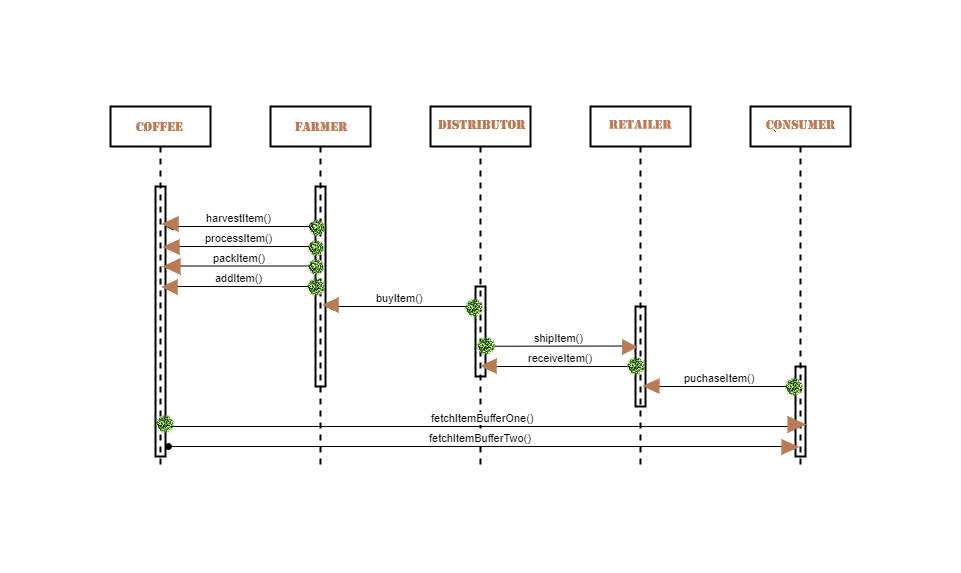 COFFEE
FARMER
DISTRIBUTOR
RETAILER
CONSUMER
harvestItem()
processItem()
packItem()
addItem()
buyItem()
shipItem()
receiveItem()
puchaseItem()
fetchItemBufferOne()
fetchItemBufferTwo()